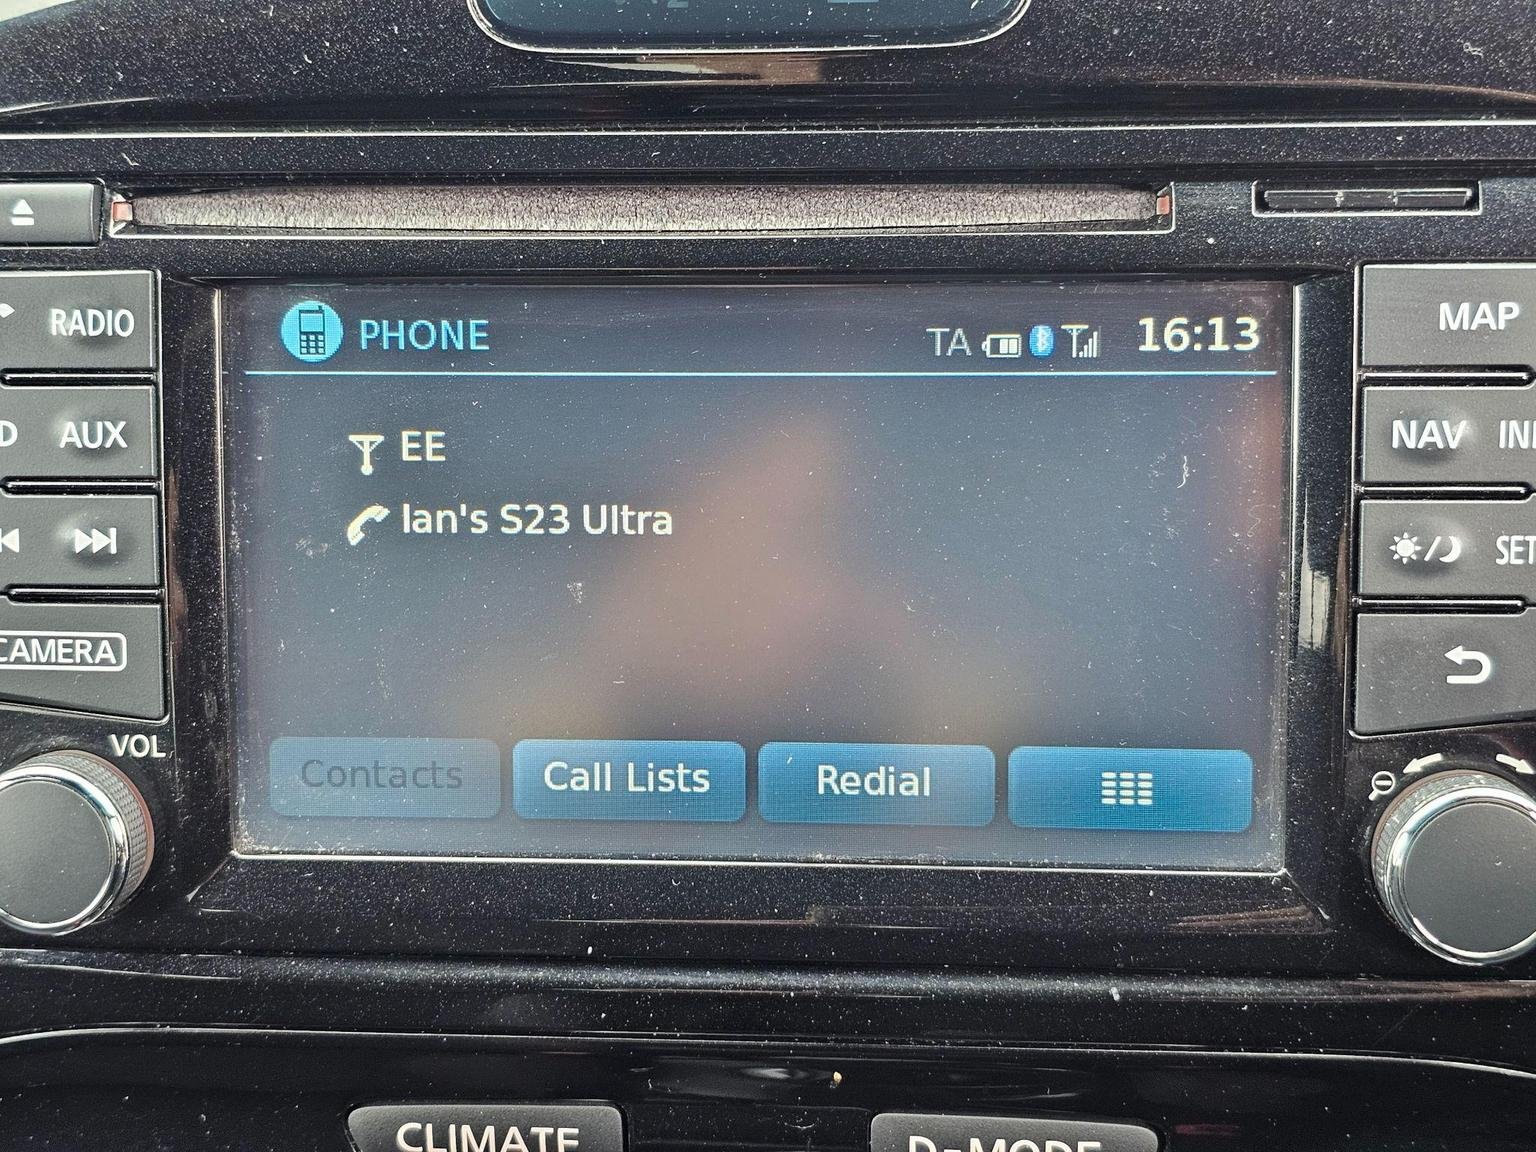 RADIO
AUX
CAMERA
VOL
PHONE
TA
16:13
EE
Ian's S23 Ultra
Contacts
Call Lists
Redial
MAP
NAV
CLIMATE
D-MODE